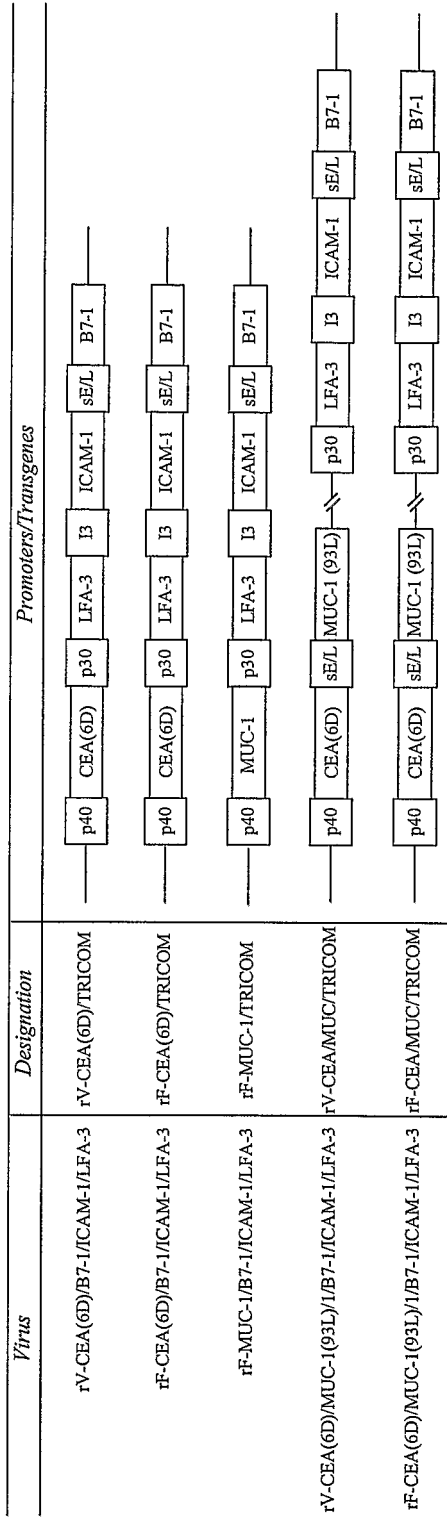 Virus Designation Promoters/Transgenes
rV-CEA(6D)/B7-1/ICAM-1/LFA-3 rV-CEA(6D)/TRICOM p40 CEA(6D) p30 LFA-3 I3 ICAM-1 sE/L B7-1
rF-CEA(6D)/B7-1/ICAM-1/LFA-3 rF-CEA(6D)/TRICOM p40 CEA(6D) p30 LFA-3 I3 ICAM-1 sE/L B7-1
rF-MUC-1/B7-1/ICAM-1/LFA-3 rF-MUC-1/TRICOM p40 MUC-1 p30 LFA-3 I3 ICAM-1 sE/L B7-1
rV-CEA(6D)/MUC-1(93L)/1/B7-1/ICAM-1/LFA-3 rV-CEA/MUC/TRICOM p40 CEA(6D) sE/L MUC-1 (93L) p30 LFA-3 I3 ICAM-1 sE/L B7-1
rF-CEA(6D)/MUC-1(93L)/1/B7-1/ICAM-1/LFA-3 rF-CEA/MUC/TRICOM p40 CEA(6D) sE/L MUC-1 (93L) p30 LFA-3 I3 ICAM-1 sE/L B7-1